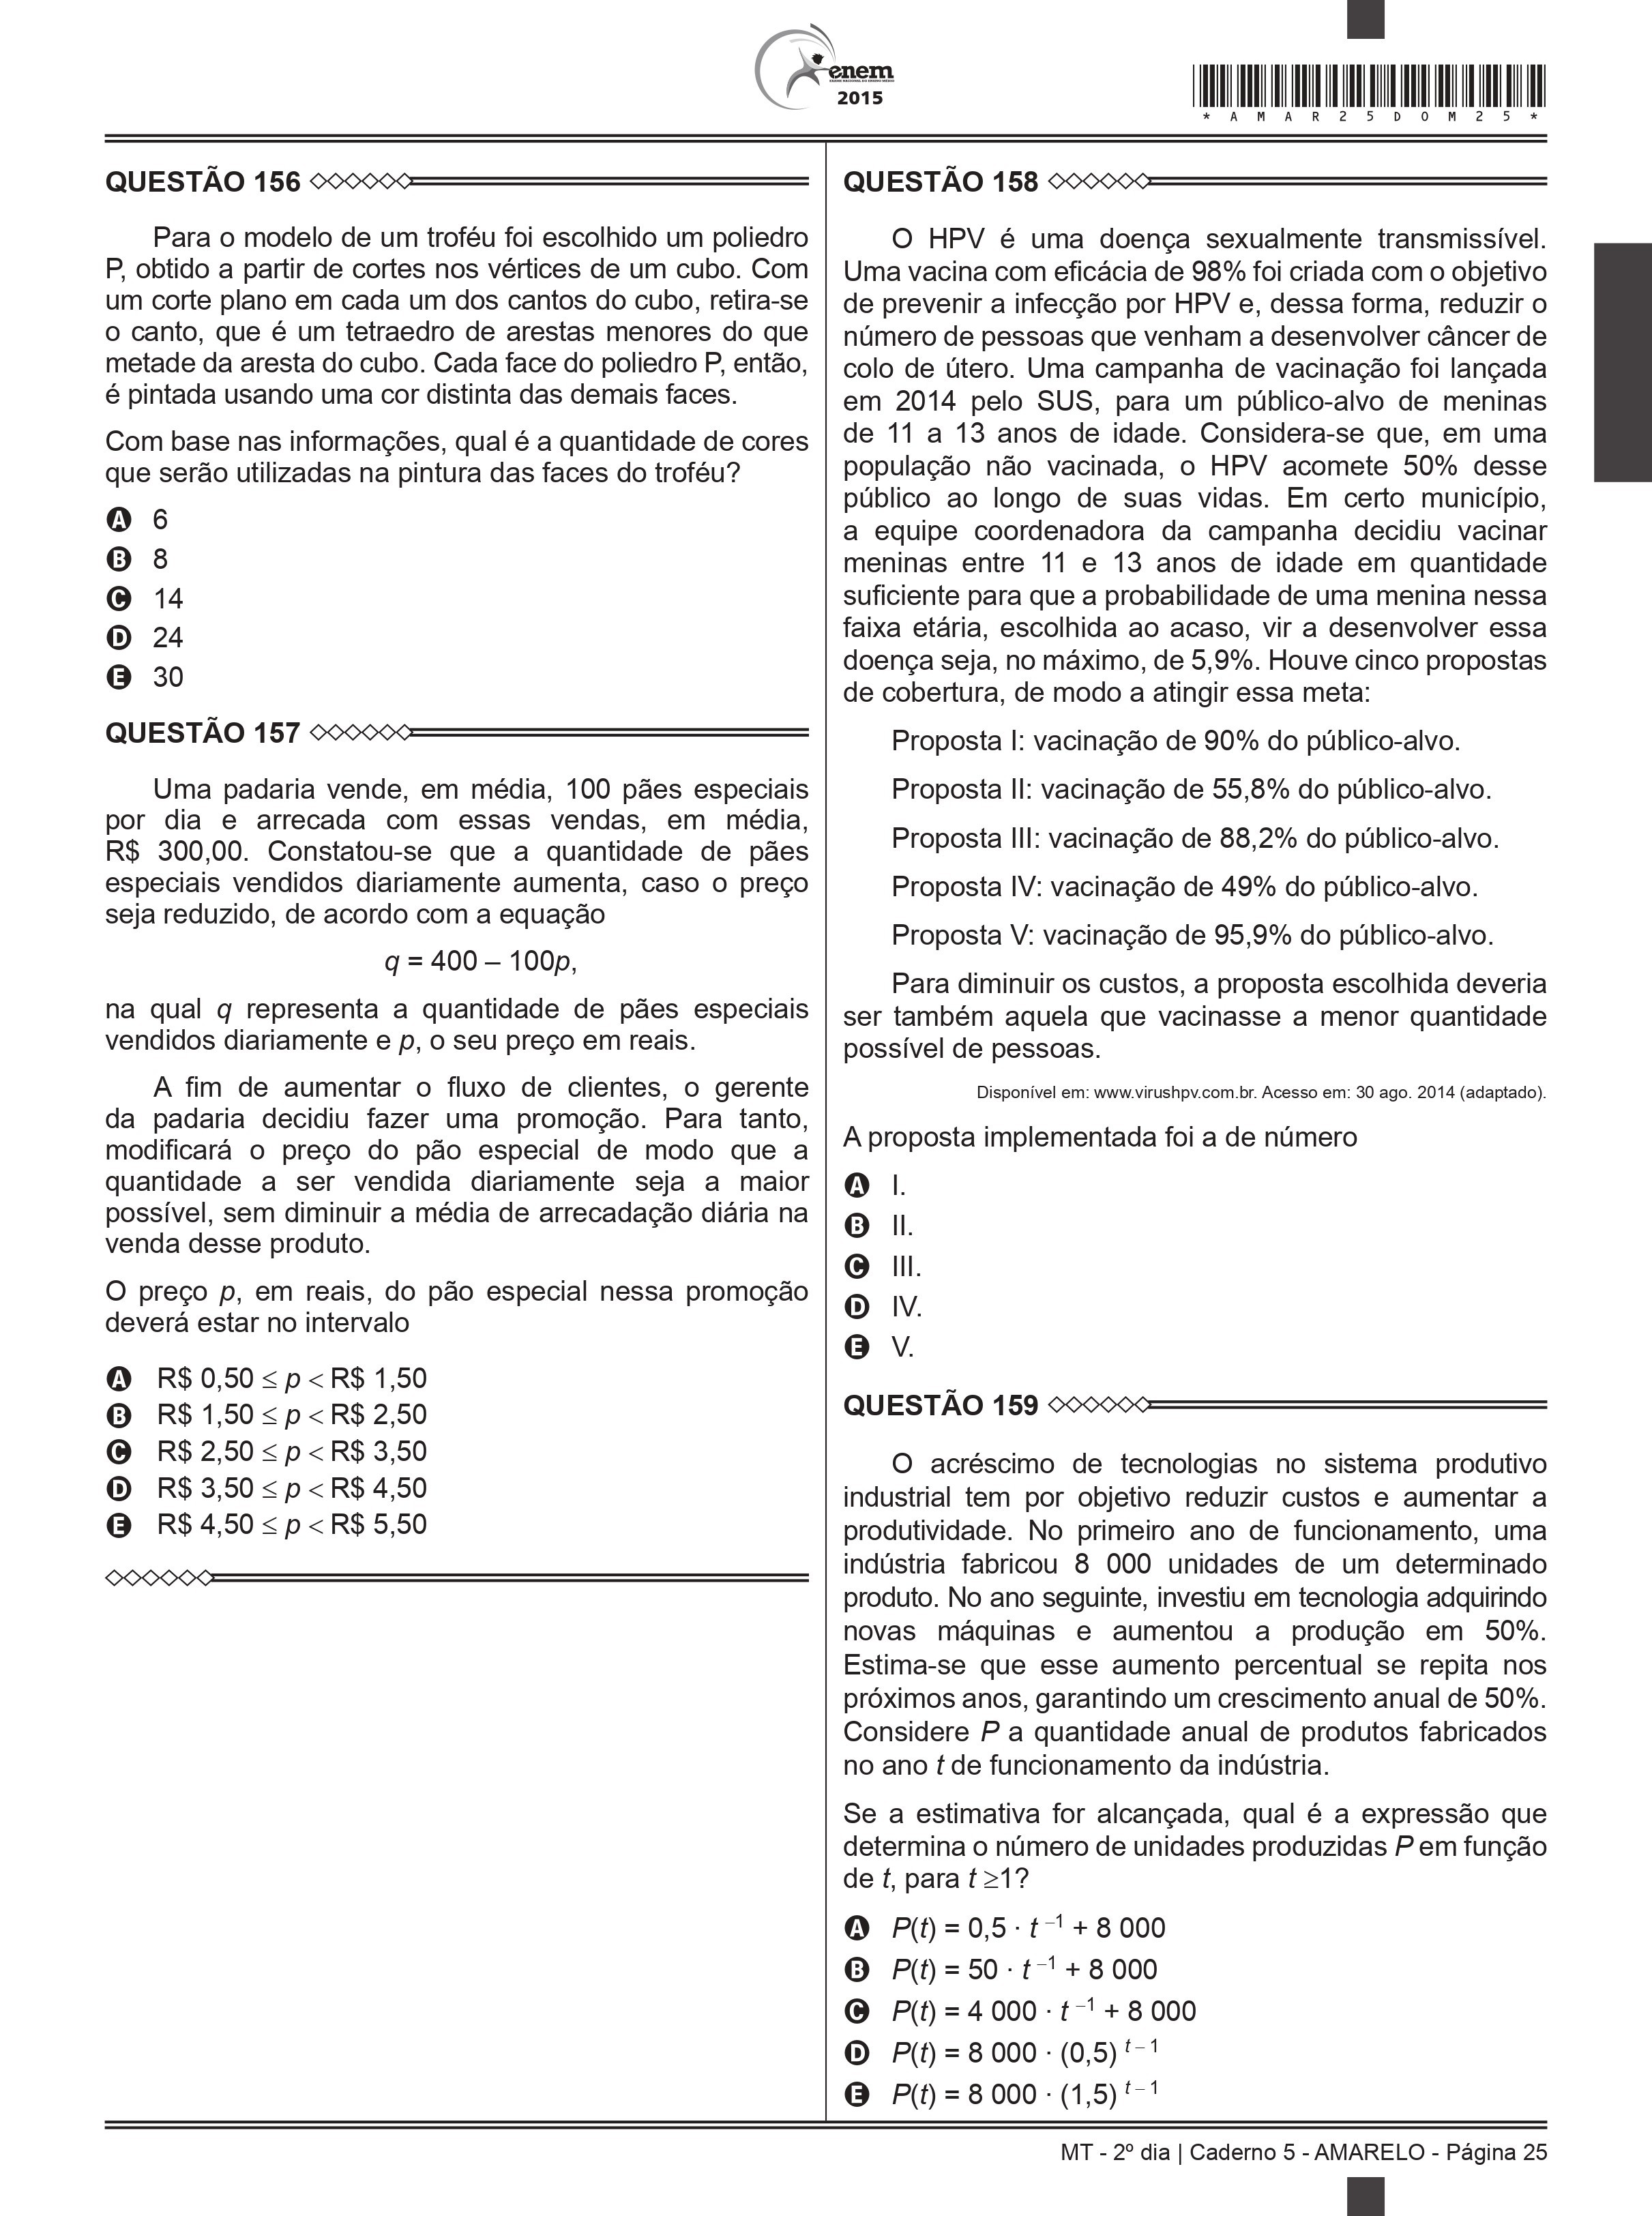 enem
EXAME NACIONAL DO ENSINO MÉDIO
2015
* A M A R 2 5 D O M 2 5 *
QUESTÃO 156
Para o modelo de um troféu foi escolhido um poliedro
P, obtido a partir de cortes nos vértices de um cubo. Com
um corte plano em cada um dos cantos do cubo, retira-se
o canto, que é um tetraedro de arestas menores do que
metade da aresta do cubo. Cada face do poliedro P, então,
é pintada usando uma cor distinta das demais faces.
Com base nas informações, qual é a quantidade de cores
que serão utilizadas na pintura das faces do troféu?
A 6
B 8
C 14
D 24
E 30
QUESTÃO 157
Uma padaria vende, em média, 100 pães especiais
por dia e arrecada com essas vendas, em média,
R$ 300,00. Constatou-se que a quantidade de pães
especiais vendidos diariamente aumenta, caso o preço
seja reduzido, de acordo com a equação
q = 400 – 100p,
na qual q representa a quantidade de pães especiais
vendidos diariamente e p, o seu preço em reais.
A fim de aumentar o fluxo de clientes, o gerente
da padaria decidiu fazer uma promoção. Para tanto,
modificará o preço do pão especial de modo que a
quantidade a ser vendida diariamente seja a maior
possível, sem diminuir a média de arrecadação diária na
venda desse produto.
O preço p, em reais, do pão especial nessa promoção
deverá estar no intervalo
A R$ 0,50 ≤ p < R$ 1,50
B R$ 1,50 ≤ p < R$ 2,50
C R$ 2,50 ≤ p < R$ 3,50
D R$ 3,50 ≤ p < R$ 4,50
E R$ 4,50 ≤ p < R$ 5,50
QUESTÃO 158
O HPV é uma doença sexualmente transmissível.
Uma vacina com eficácia de 98% foi criada com o objetivo
de prevenir a infecção por HPV e, dessa forma, reduzir o
número de pessoas que venham a desenvolver câncer de
colo de útero. Uma campanha de vacinação foi lançada
em 2014 pelo SUS, para um público-alvo de meninas
de 11 a 13 anos de idade. Considera-se que, em uma
população não vacinada, o HPV acomete 50% desse
público ao longo de suas vidas. Em certo município,
a equipe coordenadora da campanha decidiu vacinar
meninas entre 11 e 13 anos de idade em quantidade
suficiente para que a probabilidade de uma menina nessa
faixa etária, escolhida ao acaso, vir a desenvolver essa
doença seja, no máximo, de 5,9%. Houve cinco propostas
de cobertura, de modo a atingir essa meta:
Proposta I: vacinação de 90% do público-alvo.
Proposta II: vacinação de 55,8% do público-alvo.
Proposta III: vacinação de 88,2% do público-alvo.
Proposta IV: vacinação de 49% do público-alvo.
Proposta V: vacinação de 95,9% do público-alvo.
Para diminuir os custos, a proposta escolhida deveria
ser também aquela que vacinasse a menor quantidade
possível de pessoas.
Disponível em: www.virushpv.com.br. Acesso em: 30 ago. 2014 (adaptado).
A proposta implementada foi a de número
A I.
B II.
C III.
D IV.
E V.
QUESTÃO 159
O acréscimo de tecnologias no sistema produtivo
industrial tem por objetivo reduzir custos e aumentar a
produtividade. No primeiro ano de funcionamento, uma
indústria fabricou 8 000 unidades de um determinado
produto. No ano seguinte, investiu em tecnologia adquirindo
novas máquinas e aumentou a produção em 50%.
Estima-se que esse aumento percentual se repita nos
próximos anos, garantindo um crescimento anual de 50%.
Considere P a quantidade anual de produtos fabricados
no ano t de funcionamento da indústria.
Se a estimativa for alcançada, qual é a expressão que
determina o número de unidades produzidas P em função
de t, para t ≥1?
A P(t) = 0,5 · t ⁻¹ + 8 000
B P(t) = 50 · t ⁻¹ + 8 000
C P(t) = 4 000 · t ⁻¹ + 8 000
D P(t) = 8 000 · (0,5) ᵗ ⁻ ¹
E P(t) = 8 000 · (1,5) ᵗ ⁻ ¹
MT - 2º dia | Caderno 5 - AMARELO - Página 25